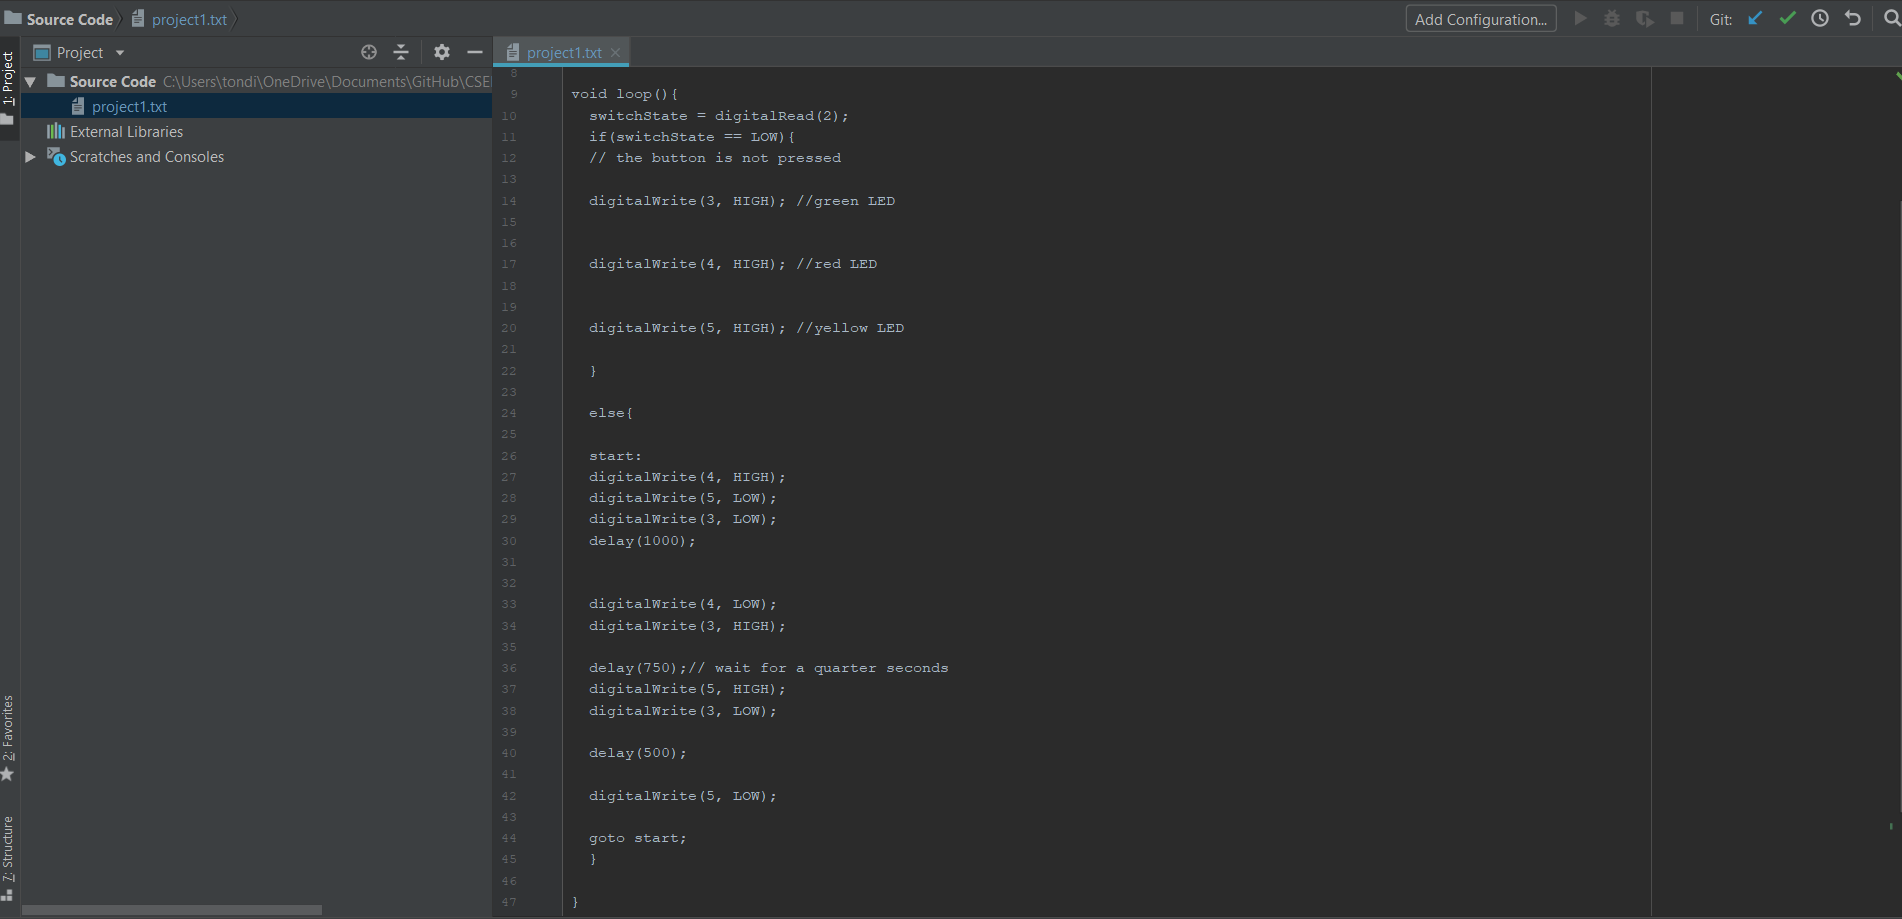 Source Code
project1.txt
Add Configuration...
Git:
Project
project1.txt
1: Project
Source Code C:\Users\tondi\OneDrive\Documents\GitHub\CSE
project1.txt
External Libraries
Scratches and Consoles
2: Favorites
7: Structure
8
9 void loop(){
10 switchState = digitalRead(2);
11 if(switchState == LOW){
12 // the button is not pressed
13
14 digitalWrite(3, HIGH); //green LED
15
16
17 digitalWrite(4, HIGH); //red LED
18
19
20 digitalWrite(5, HIGH); //yellow LED
21
22 }
23
24 else{
25
26 start:
27 digitalWrite(4, HIGH);
28 digitalWrite(5, LOW);
29 digitalWrite(3, LOW);
30 delay(1000);
31
32
33 digitalWrite(4, LOW);
34 digitalWrite(3, HIGH);
35
36 delay(750);// wait for a quarter seconds
37 digitalWrite(5, HIGH);
38 digitalWrite(3, LOW);
39
40 delay(500);
41
42 digitalWrite(5, LOW);
43
44 goto start;
45 }
46
47 }